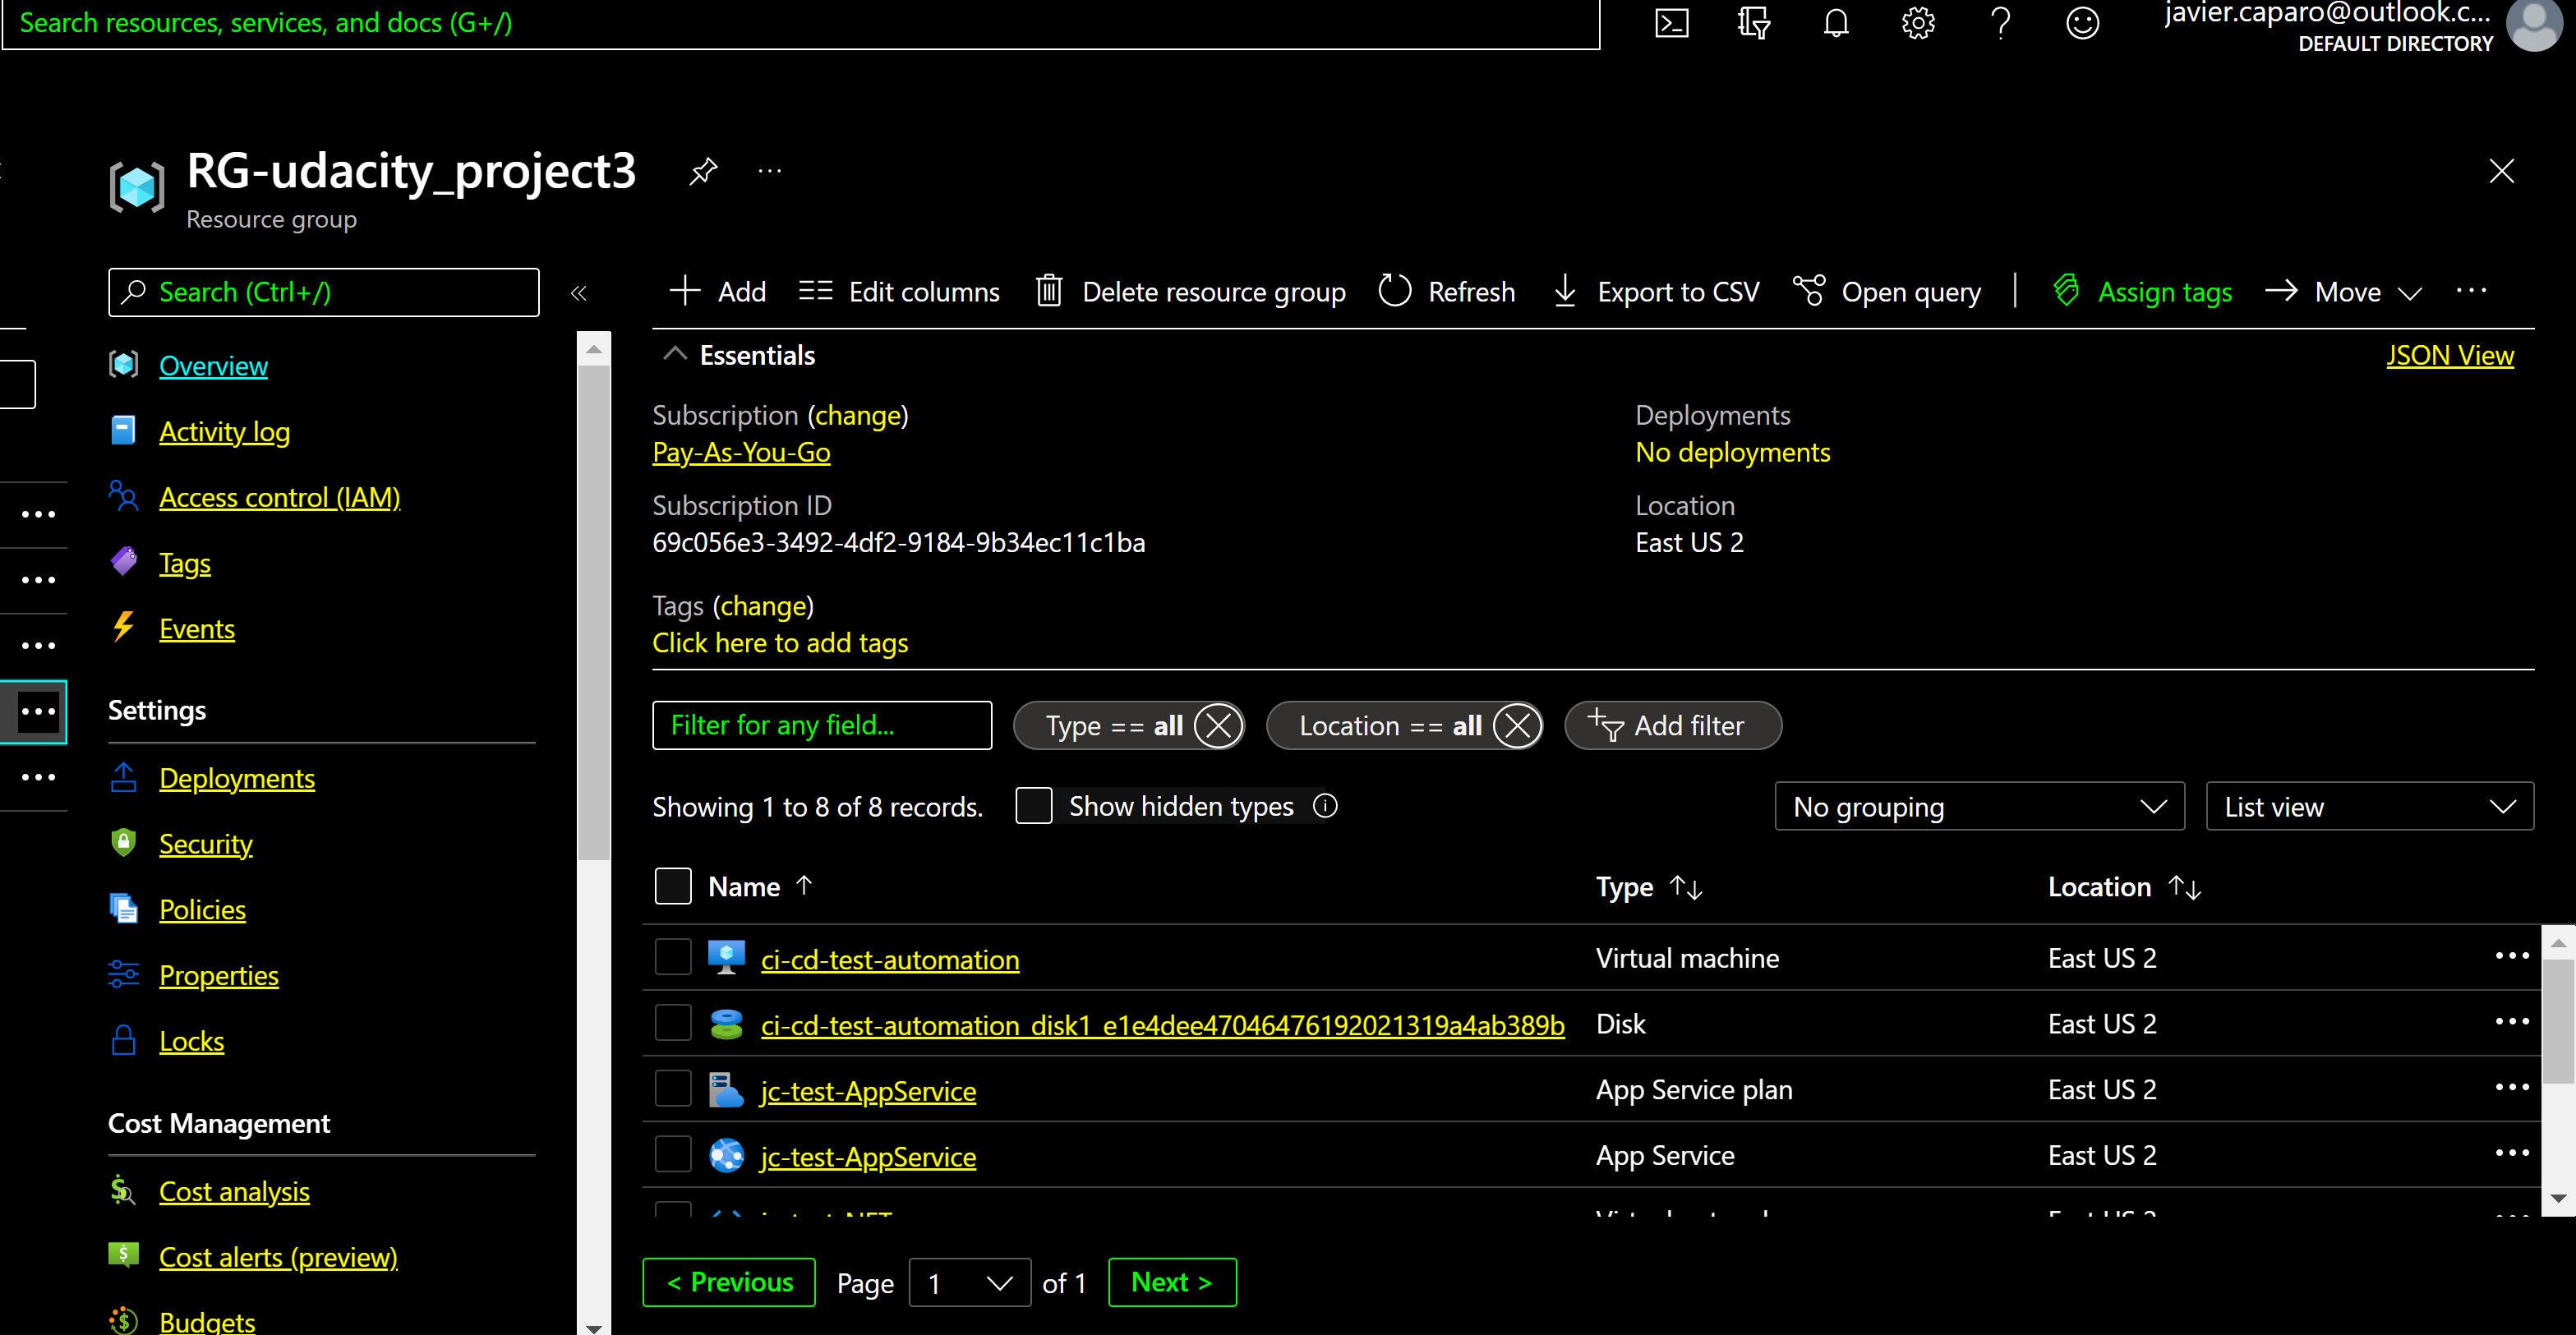 Search resources, services, and docs (G+/)
javier.caparo@outlook.c...
DEFAULT DIRECTORY
RG-udacity_project3
Resource group
Search (Ctrl+/)
Overview
Activity log
Access control (IAM)
Tags
Events
Settings
Deployments
Security
Policies
Properties
Locks
Cost Management
Cost analysis
Cost alerts (preview)
Budgets
Add
Edit columns
Delete resource group
Refresh
Export to CSV
Open query
Assign tags
Move
Essentials
JSON View
Subscription (change)
Pay-As-You-Go
Subscription ID
69c056e3-3492-4df2-9184-9b34ec11c1ba
Deployments
No deployments
Location
East US 2
Tags (change)
Click here to add tags
Filter for any field...
Type == all
Location == all
Add filter
Showing 1 to 8 of 8 records.
Show hidden types
No grouping
List view
Name Type Location
ci-cd-test-automation Virtual machine East US 2
ci-cd-test-automation_disk1_e1e4dee47046476192021319a4ab389b Disk East US 2
jc-test-AppService App Service plan East US 2
jc-test-AppService App Service East US 2
< Previous Page 1 of 1 Next >